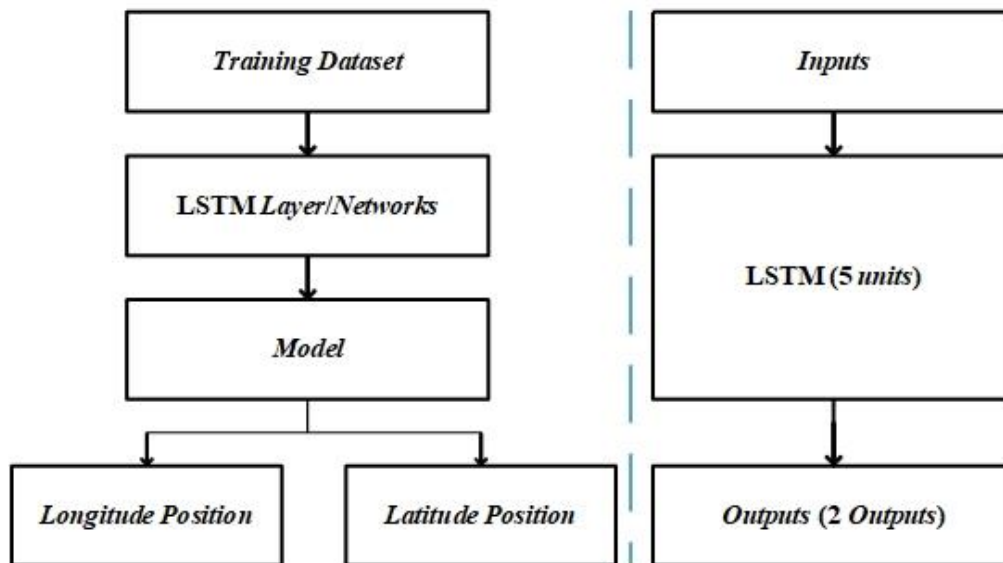 Training Dataset
LSTM Layer/Networks
Model
Longitude Position
Latitude Position
Inputs
LSTM (5 units)
Outputs (2 Outputs)